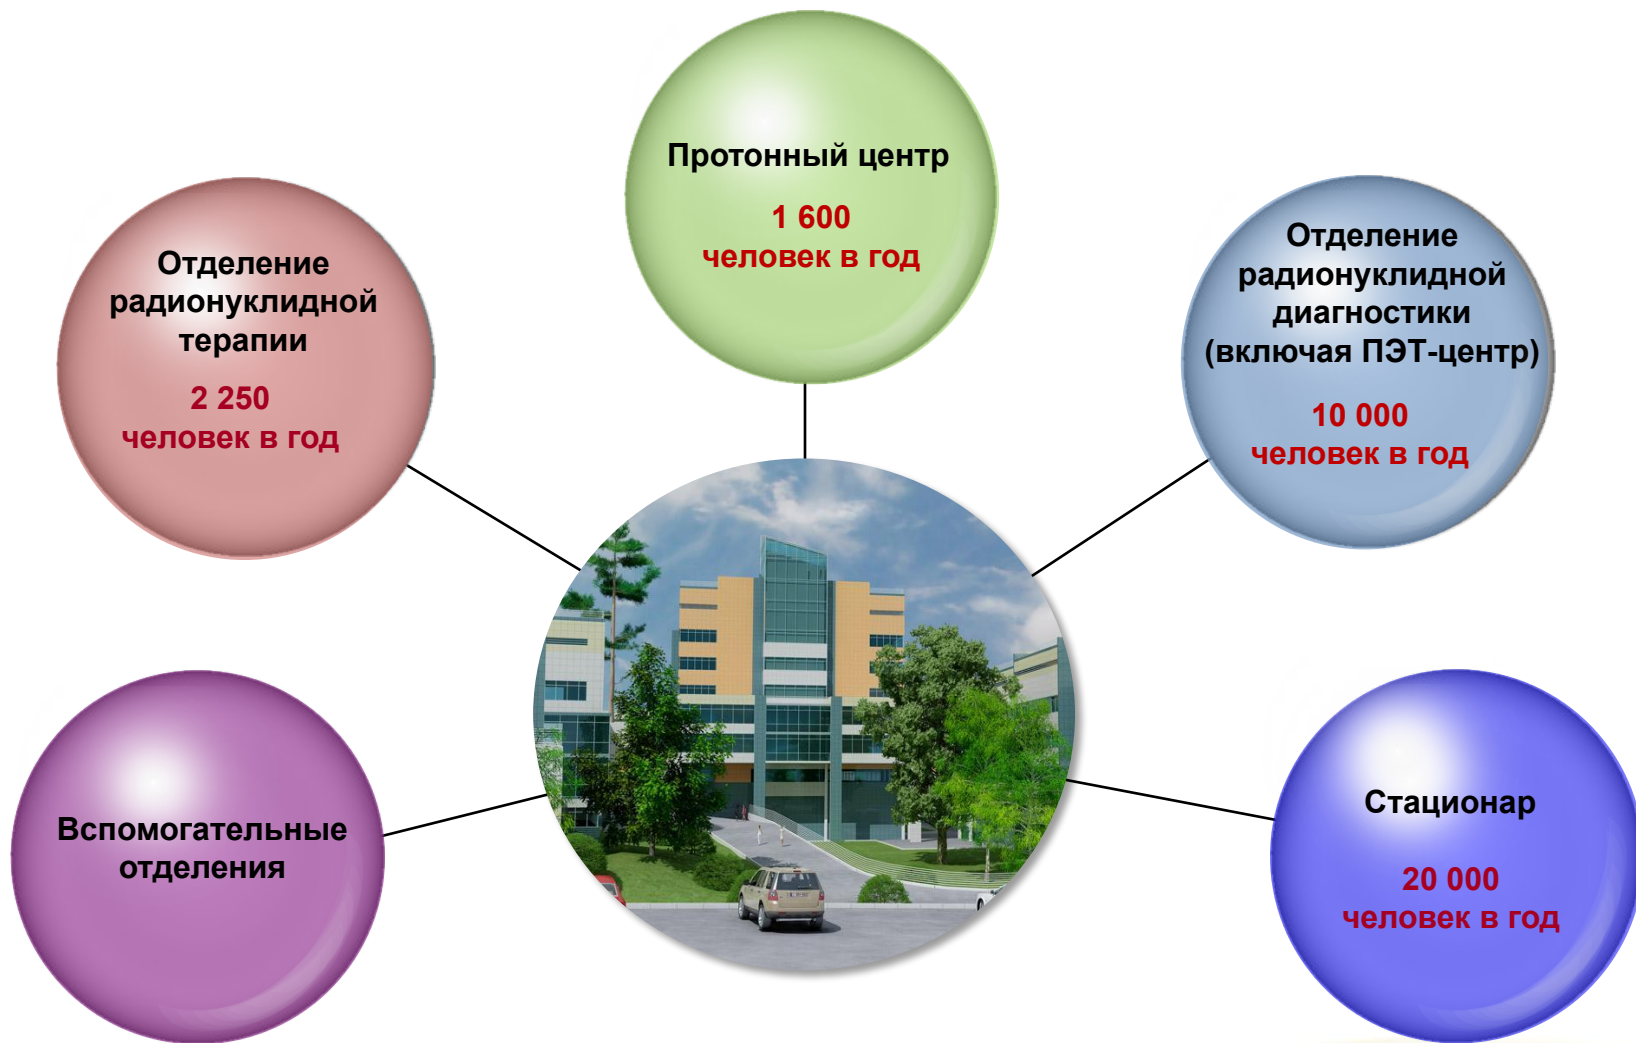 Протонный центр
1 600
человек в год
Отделение
радионуклидной
терапии
2 250
человек в год
Отделение
радионуклидной
диагностики
(включая ПЭТ-центр)
10 000
человек в год
Вспомогательные
отделения
Стационар
20 000
человек в год